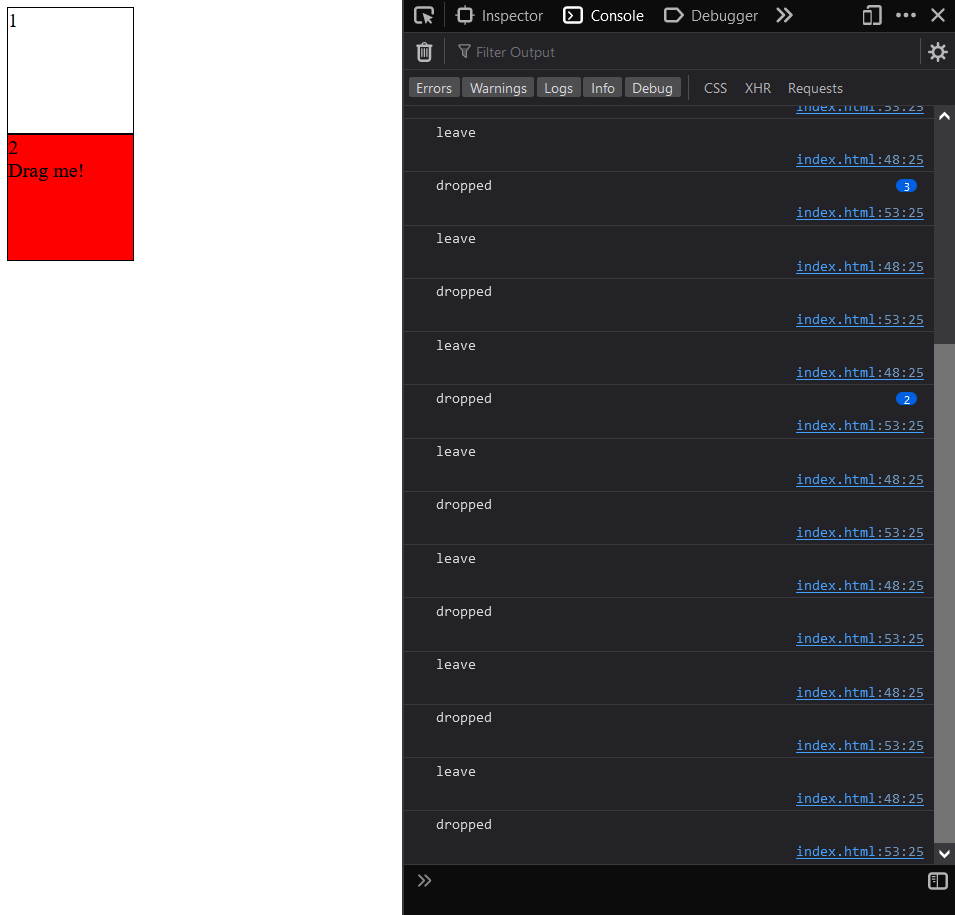 1
2
Drag me!
Inspector Console Debugger
Filter Output
Errors Warnings Logs Info Debug CSS XHR Requests
index.html:53:25
leave
index.html:48:25
dropped 3
index.html:53:25
leave
index.html:48:25
dropped
index.html:53:25
leave
index.html:48:25
dropped 2
index.html:53:25
leave
index.html:48:25
dropped
index.html:53:25
leave
index.html:48:25
dropped
index.html:53:25
leave
index.html:48:25
dropped
index.html:53:25
leave
index.html:48:25
dropped
index.html:53:25